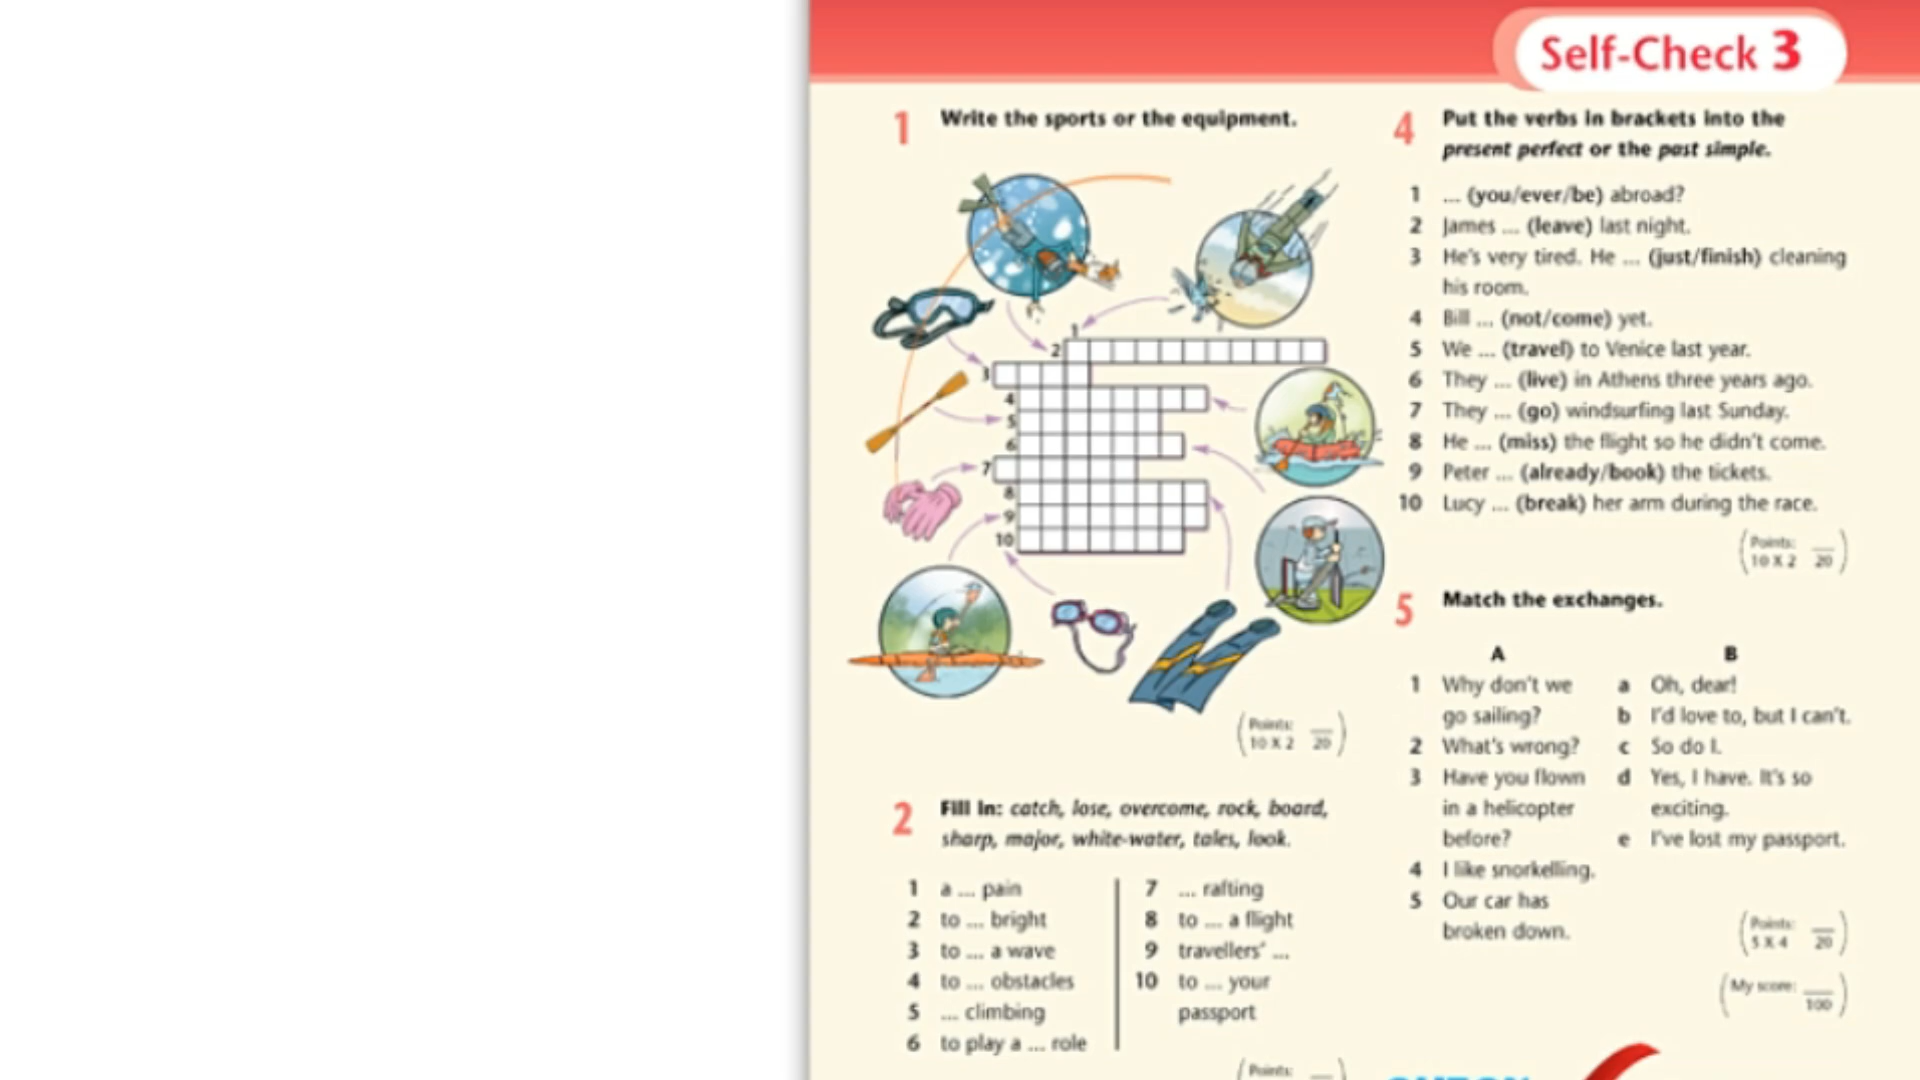 Self-Check 3
1 Write the sports or the equipment.
1
2
3
4
5
6
7
8
9
10
(Points: 10 X 2 __ 20)
2 Fill in: catch, lose, overcome, rock, board,
sharp, major, white-water, tales, look.
1 a ... pain
2 to ... bright
3 to ... a wave
4 to ... obstacles
5 ... climbing
6 to play a ... role
7 ... rafting
8 to ... a flight
9 travellers' ...
10 to ... your
passport
Points:
4 Put the verbs in brackets into the
present perfect or the past simple.
1 ... (you/ever/be) abroad?
2 James ... (leave) last night.
3 He's very tired. He ... (just/finish) cleaning
his room.
4 Bill ... (not/come) yet.
5 We ... (travel) to Venice last year.
6 They ... (live) in Athens three years ago.
7 They ... (go) windsurfing last Sunday.
8 He ... (miss) the flight so he didn't come.
9 Peter ... (already/book) the tickets.
10 Lucy ... (break) her arm during the race.
(Points: 10 X 2 __ 20)
5 Match the exchanges.
A
1 Why don't we
go sailing?
2 What's wrong?
3 Have you flown
in a helicopter
before?
4 I like snorkelling.
5 Our car has
broken down.
B
a Oh, dear!
b I'd love to, but I can't.
c So do I.
d Yes, I have. It's so
exciting.
e I've lost my passport.
(Points: 5 X 4 __ 20)
(My score: __ 100)